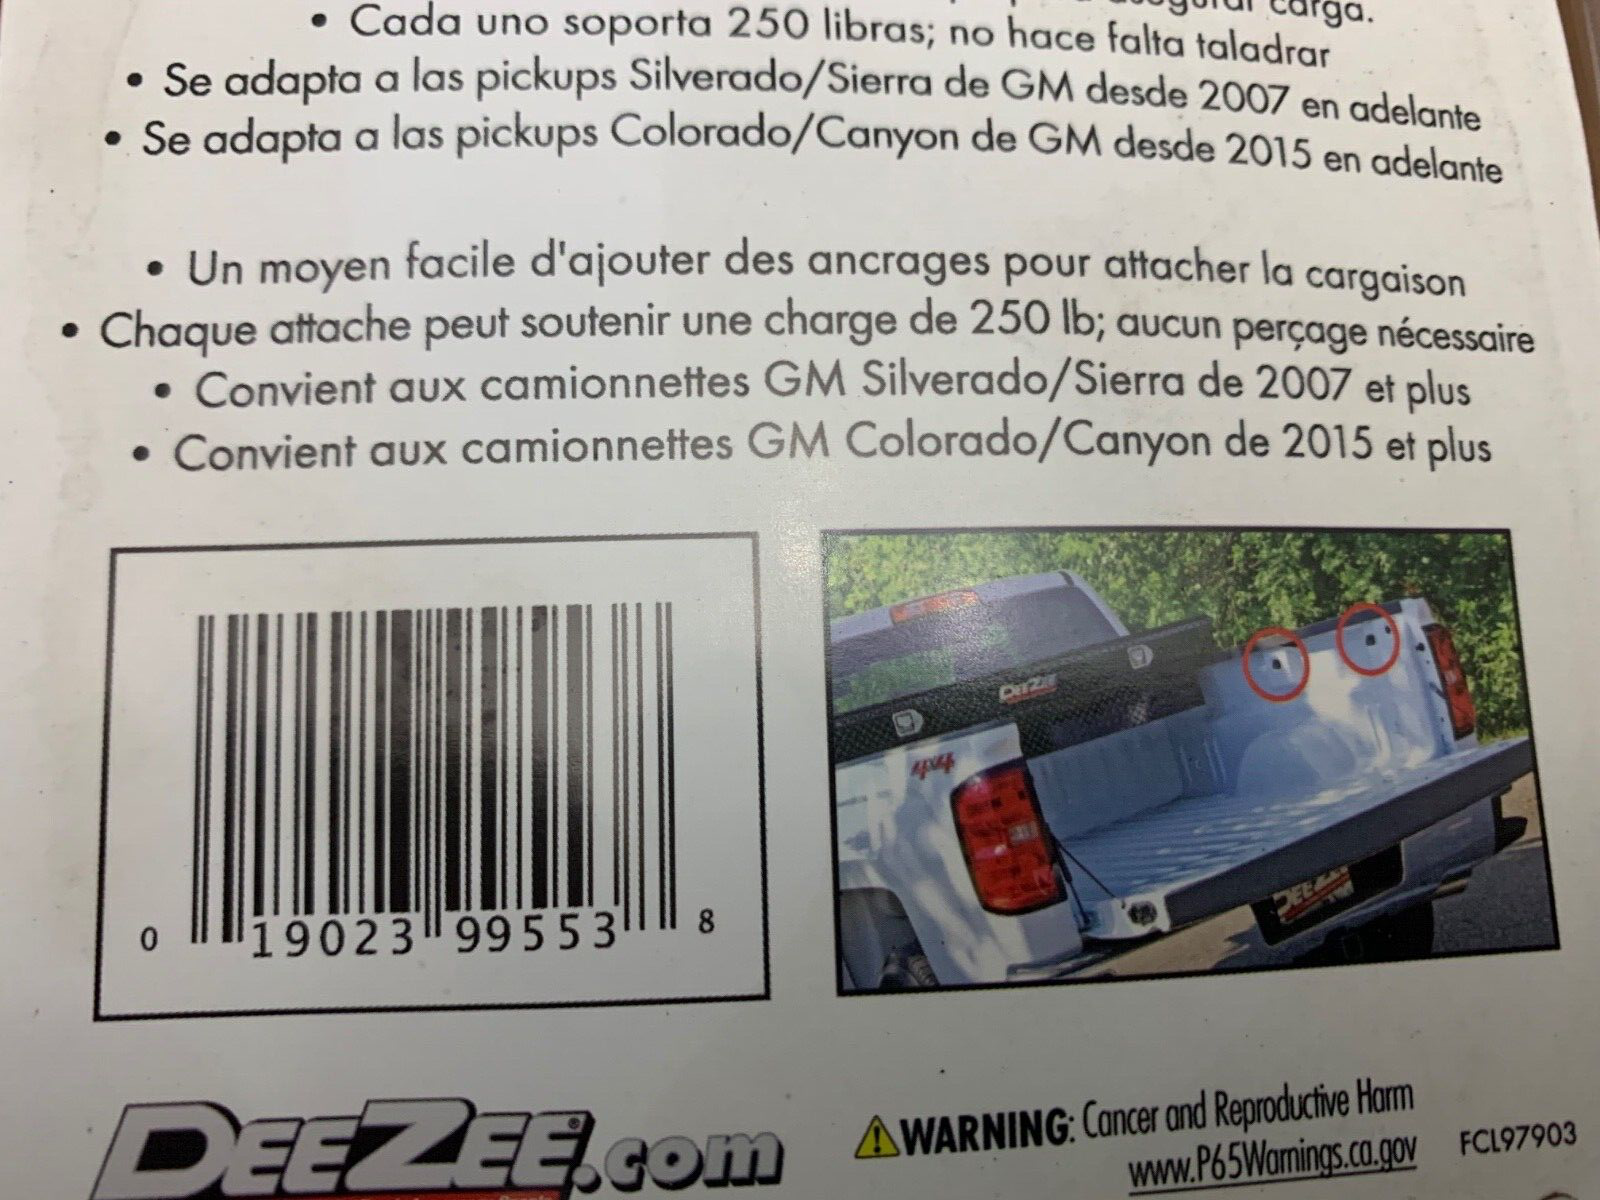 asegurar carga.
• Cada uno soporta 250 libras; no hace falta taladrar
• Se adapta a las pickups Silverado/Sierra de GM desde 2007 en adelante
• Se adapta a las pickups Colorado/Canyon de GM desde 2015 en adelante
• Un moyen facile d'ajouter des ancrages pour attacher la cargaison
• Chaque attache peut soutenir une charge de 250 lb; aucun perçage nécessaire
• Convient aux camionnettes GM Silverado/Sierra de 2007 et plus
• Convient aux camionnettes GM Colorado/Canyon de 2015 et plus
0 19023 99553 8
DEEZEE
4x4
DEEZEE
DEEZEE®.com
WARNING: Cancer and Reproductive Harm
www.P65Warnings.ca.gov
FCL97903